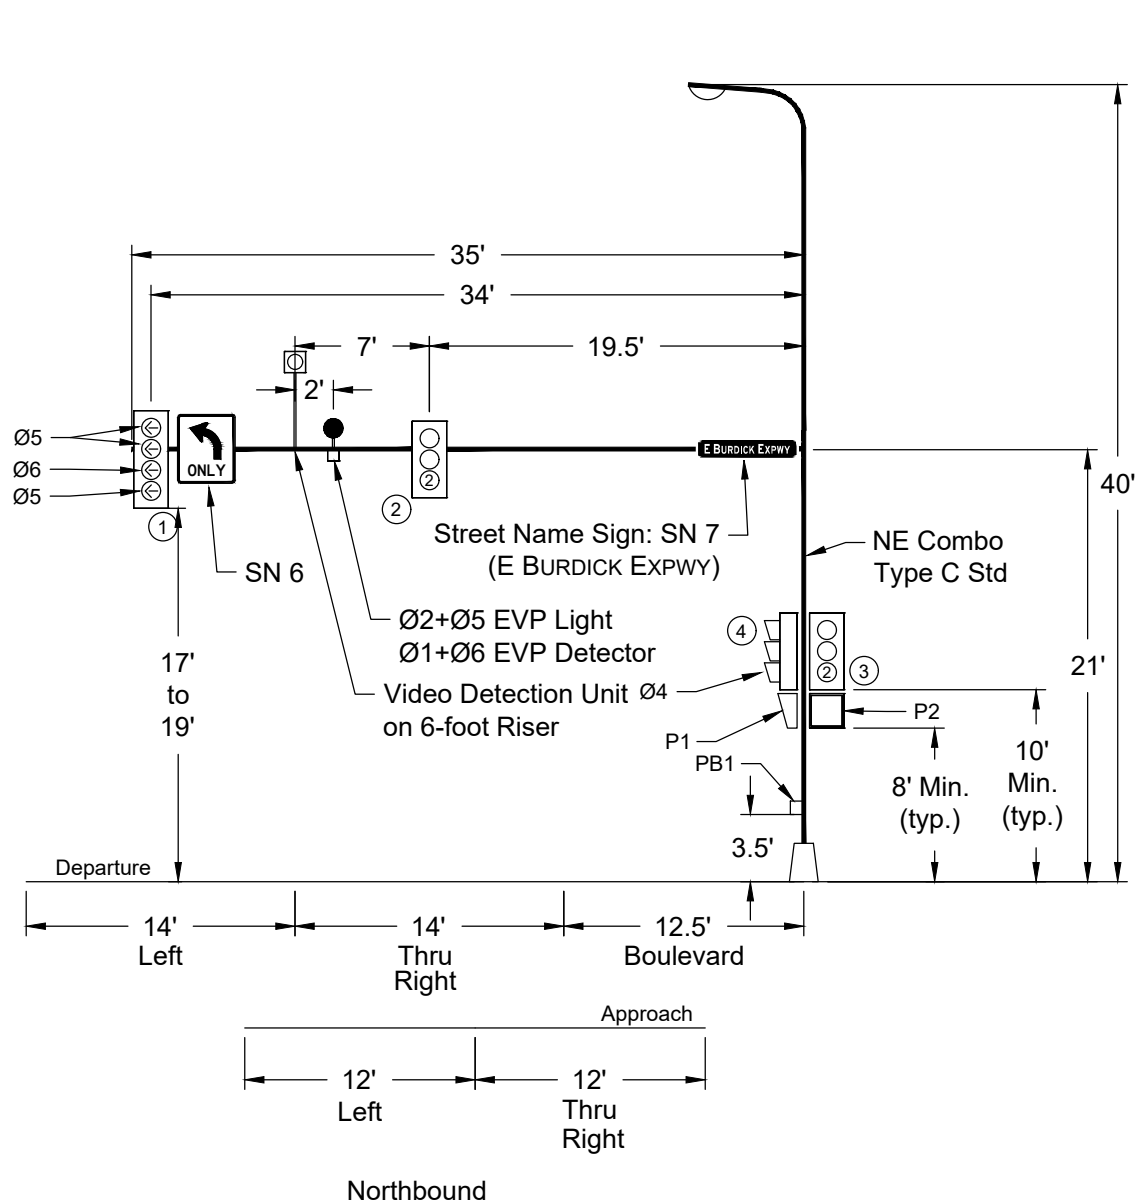 35'
34'
7'
19.5'
2'
Ø5
Ø6
Ø5
ONLY
E BURDICK EXPWY
2
1
2
SN 6
Street Name Sign: SN 7
(E BURDICK EXPWY)
40'
NE Combo
Type C Std
Ø2+Ø5 EVP Light
Ø1+Ø6 EVP Detector
4
2
3
17'
to
19'
Video Detection Unit
on 6-foot Riser
Ø4
21'
P1
P2
PB1
8' Min.
(typ.)
10'
Min.
(typ.)
3.5'
Departure
14'
Left
14'
Thru
Right
12.5'
Boulevard
Approach
12'
Left
12'
Thru
Right
Northbound